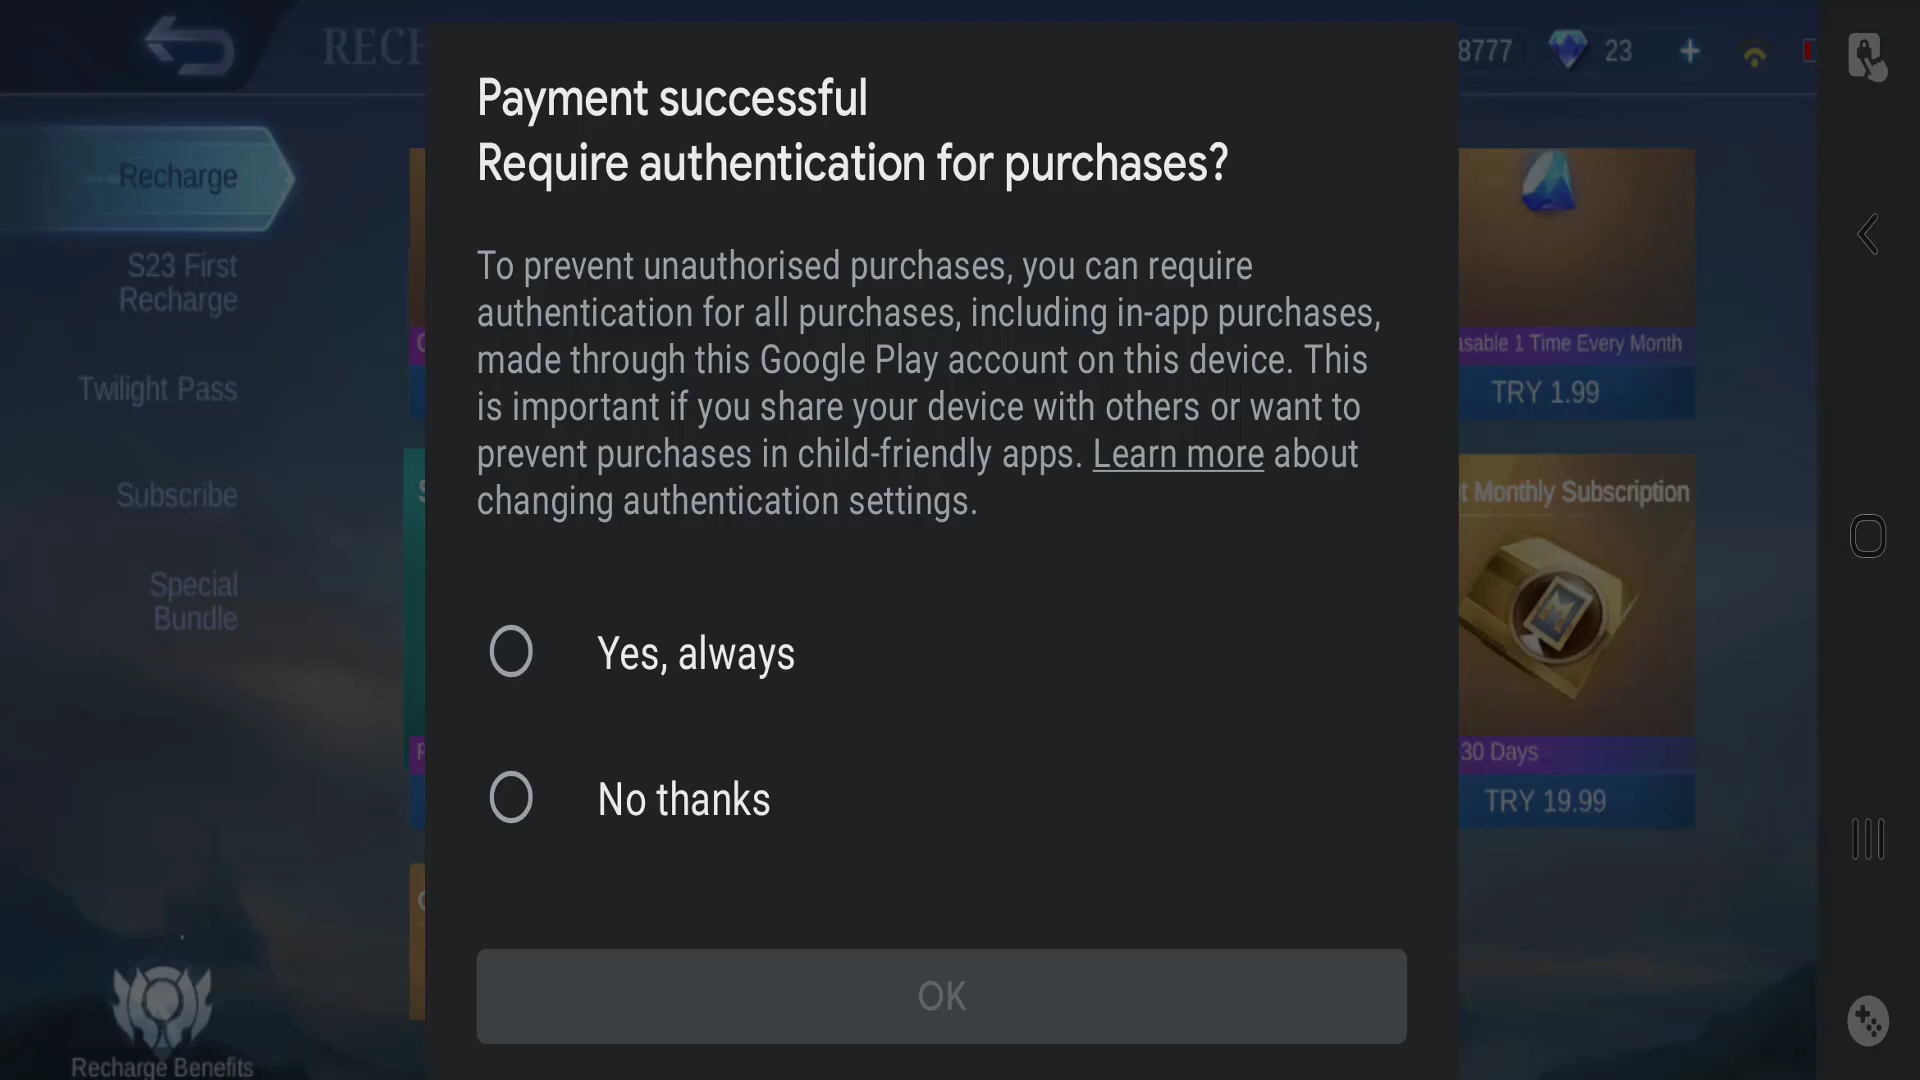 RECH
8777
23
Payment successful
Require authentication for purchases?
To prevent unauthorised purchases, you can require
authentication for all purchases, including in-app purchases,
made through this Google Play account on this device. This
is important if you share your device with others or want to
prevent purchases in child-friendly apps. Learn more about
changing authentication settings.
Yes, always
No thanks
OK
Recharge
S23 First
Recharge
Twilight Pass
Subscribe
Special
Bundle
Recharge Benefits
1 Time Every Month
TRY 1.99
Monthly Subscription
30 Days
TRY 19.99